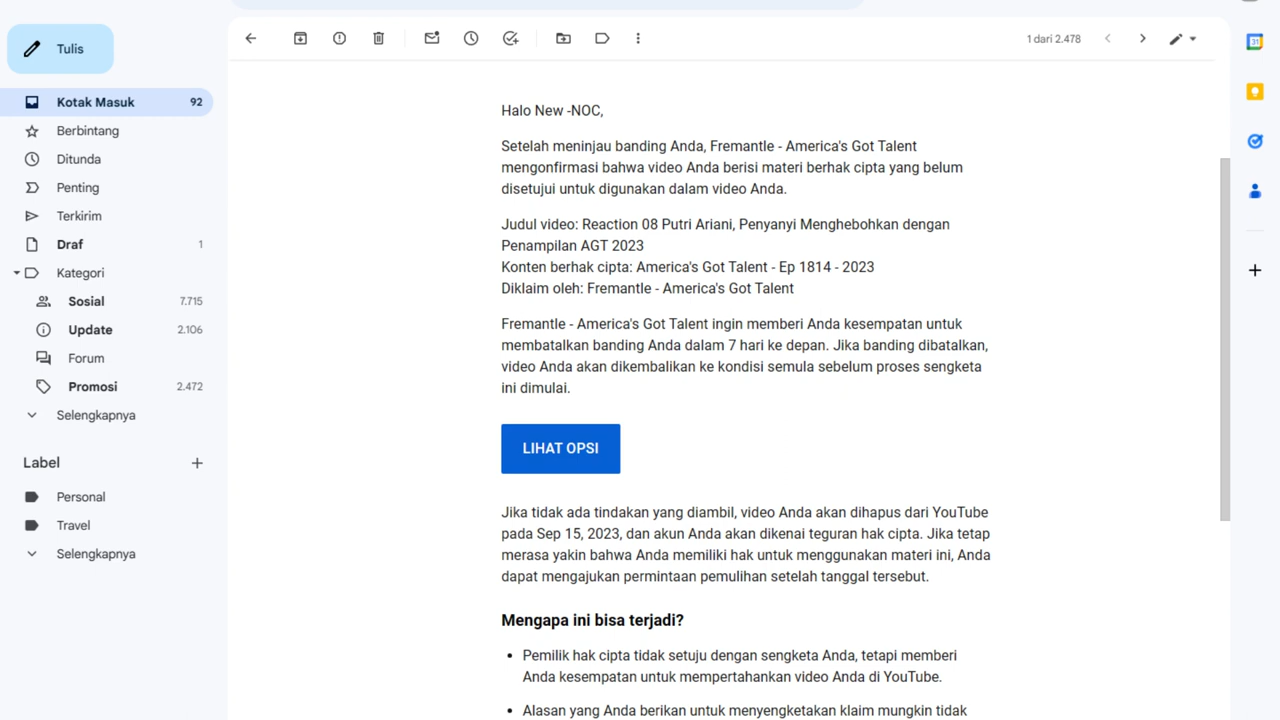 Tulis
Kotak Masuk 92
Berbintang
Ditunda
Penting
Terkirim
Draf 1
Kategori
Sosial 7.715
Update 2.106
Forum
Promosi 2.472
Selengkapnya
Label
Personal
Travel
Selengkapnya
1 dari 2.478
Halo New -NOC,
Setelah meninjau banding Anda, Fremantle - America's Got Talent
mengonfirmasi bahwa video Anda berisi materi berhak cipta yang belum
disetujui untuk digunakan dalam video Anda.
Judul video: Reaction 08 Putri Ariani, Penyanyi Menghebohkan dengan
Penampilan AGT 2023
Konten berhak cipta: America's Got Talent - Ep 1814 - 2023
Diklaim oleh: Fremantle - America's Got Talent
Fremantle - America's Got Talent ingin memberi Anda kesempatan untuk
membatalkan banding Anda dalam 7 hari ke depan. Jika banding dibatalkan,
video Anda akan dikembalikan ke kondisi semula sebelum proses sengketa
ini dimulai.
LIHAT OPSI
Jika tidak ada tindakan yang diambil, video Anda akan dihapus dari YouTube
pada Sep 15, 2023, dan akun Anda akan dikenai teguran hak cipta. Jika tetap
merasa yakin bahwa Anda memiliki hak untuk menggunakan materi ini, Anda
dapat mengajukan permintaan pemulihan setelah tanggal tersebut.
Mengapa ini bisa terjadi?
• Pemilik hak cipta tidak setuju dengan sengketa Anda, tetapi memberi
Anda kesempatan untuk mempertahankan video Anda di YouTube.
• Alasan yang Anda berikan untuk menyengketakan klaim mungkin tidak
31